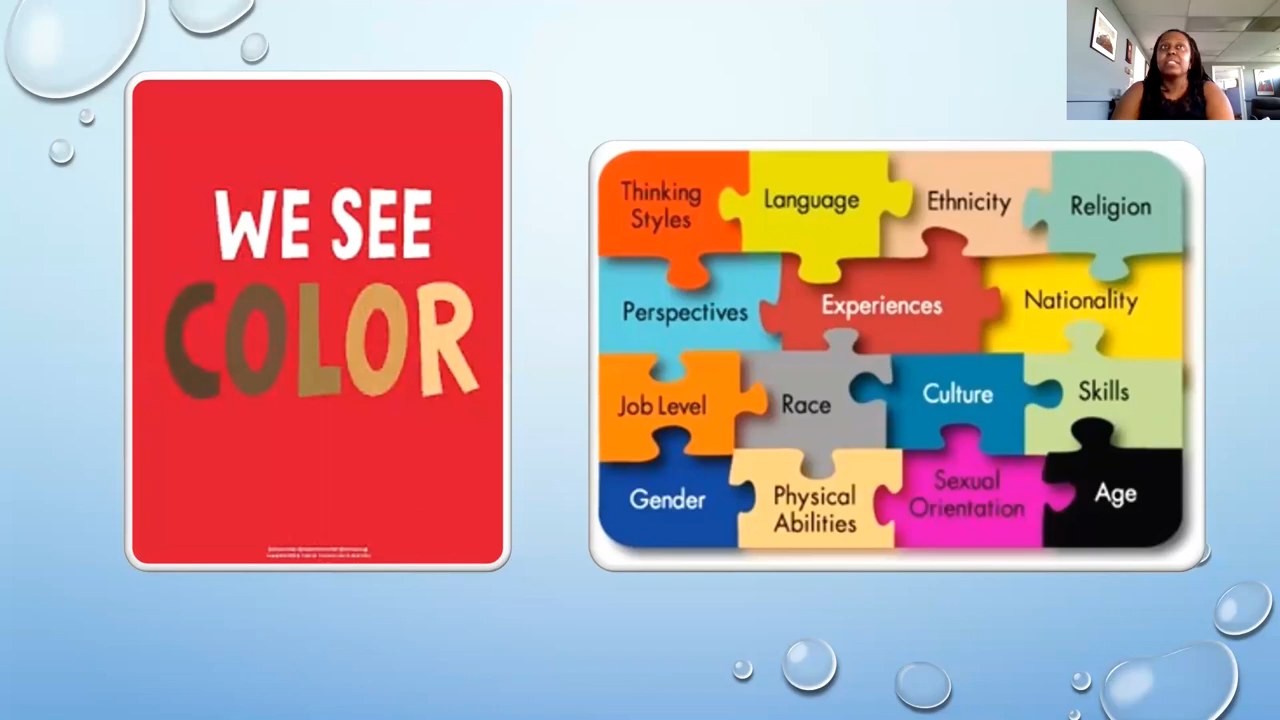 WE SEE
COLOR
Thinking
Styles
Language
Ethnicity
Religion
Perspectives
Experiences
Nationality
Job Level
Race
Culture
Skills
Gender
Physical
Abilities
Sexual
Orientation
Age